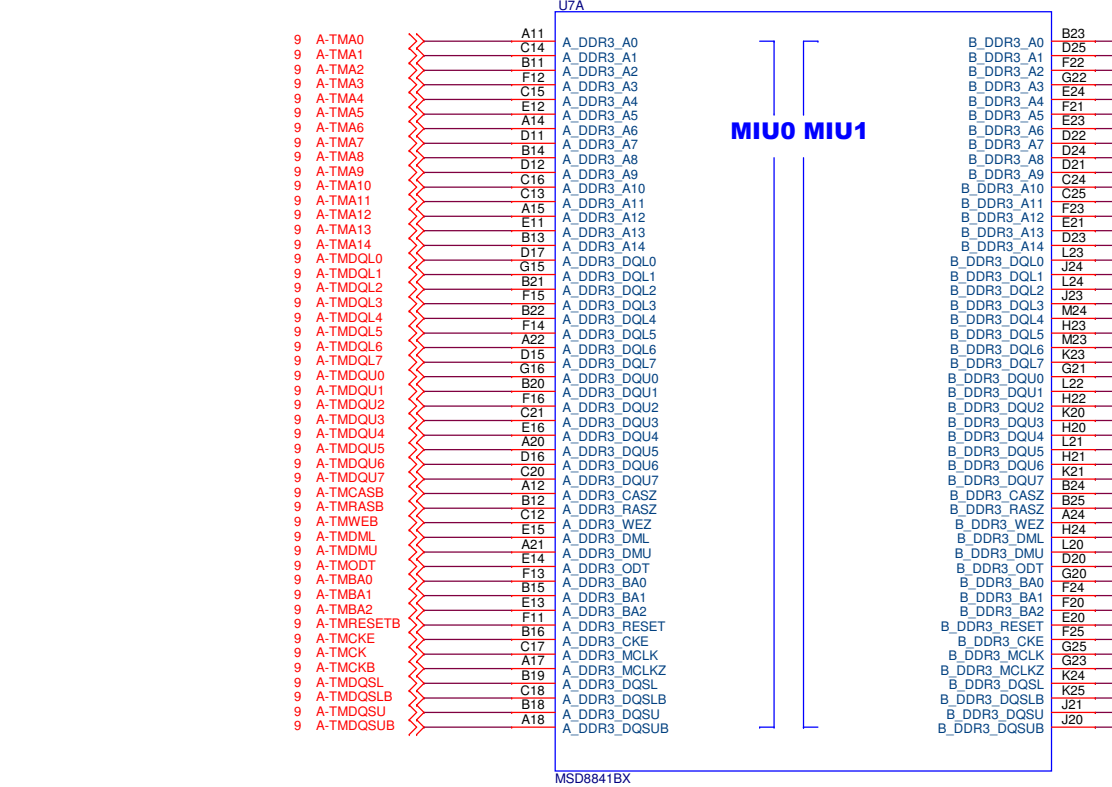 U7A
9 A-TMA0 A11 A_DDR3_A0 B_DDR3_A0 B23
9 A-TMA1 C14 A_DDR3_A1 B_DDR3_A1 D25
9 A-TMA2 B11 A_DDR3_A2 B_DDR3_A2 F22
9 A-TMA3 F12 A_DDR3_A3 B_DDR3_A3 G22
9 A-TMA4 C15 A_DDR3_A4 B_DDR3_A4 E24
9 A-TMA5 E12 A_DDR3_A5 B_DDR3_A5 F21
9 A-TMA6 A14 A_DDR3_A6 MIU0 MIU1 B_DDR3_A6 E23
9 A-TMA7 D11 A_DDR3_A7 B_DDR3_A7 D22
9 A-TMA8 B14 A_DDR3_A8 B_DDR3_A8 D24
9 A-TMA9 D12 A_DDR3_A9 B_DDR3_A9 D21
9 A-TMA10 C16 A_DDR3_A10 B_DDR3_A10 C24
9 A-TMA11 C13 A_DDR3_A11 B_DDR3_A11 C25
9 A-TMA12 A15 A_DDR3_A12 B_DDR3_A12 F23
9 A-TMA13 E11 A_DDR3_A13 B_DDR3_A13 E21
9 A-TMA14 B13 A_DDR3_A14 B_DDR3_A14 D23
9 A-TMDQL0 D17 A_DDR3_DQL0 B_DDR3_DQL0 L23
9 A-TMDQL1 G15 A_DDR3_DQL1 B_DDR3_DQL1 J24
9 A-TMDQL2 B21 A_DDR3_DQL2 B_DDR3_DQL2 L24
9 A-TMDQL3 F15 A_DDR3_DQL3 B_DDR3_DQL3 J23
9 A-TMDQL4 B22 A_DDR3_DQL4 B_DDR3_DQL4 M24
9 A-TMDQL5 F14 A_DDR3_DQL5 B_DDR3_DQL5 H23
9 A-TMDQL6 A22 A_DDR3_DQL6 B_DDR3_DQL6 M23
9 A-TMDQL7 D15 A_DDR3_DQL7 B_DDR3_DQL7 K23
9 A-TMDQU0 G16 A_DDR3_DQU0 B_DDR3_DQU0 G21
9 A-TMDQU1 B20 A_DDR3_DQU1 B_DDR3_DQU1 L22
9 A-TMDQU2 F16 A_DDR3_DQU2 B_DDR3_DQU2 H22
9 A-TMDQU3 C21 A_DDR3_DQU3 B_DDR3_DQU3 K20
9 A-TMDQU4 E16 A_DDR3_DQU4 B_DDR3_DQU4 H20
9 A-TMDQU5 A20 A_DDR3_DQU5 B_DDR3_DQU5 L21
9 A-TMDQU6 D16 A_DDR3_DQU6 B_DDR3_DQU6 H21
9 A-TMDQU7 C20 A_DDR3_DQU7 B_DDR3_DQU7 K21
9 A-TMCASB A12 A_DDR3_CASZ B_DDR3_CASZ B24
9 A-TMRASB B12 A_DDR3_RASZ B_DDR3_RASZ B25
9 A-TMWEB C12 A_DDR3_WEZ B_DDR3_WEZ A24
9 A-TMDML E15 A_DDR3_DML B_DDR3_DML H24
9 A-TMDMU A21 A_DDR3_DMU B_DDR3_DMU L20
9 A-TMODT E14 A_DDR3_ODT B_DDR3_ODT D20
9 A-TMBA0 F13 A_DDR3_BA0 B_DDR3_BA0 G20
9 A-TMBA1 B15 A_DDR3_BA1 B_DDR3_BA1 F24
9 A-TMBA2 E13 A_DDR3_BA2 B_DDR3_BA2 F20
9 A-TMRESETB F11 A_DDR3_RESET B_DDR3_RESET E20
9 A-TMCKE B16 A_DDR3_CKE B_DDR3_CKE F25
9 A-TMCK C17 A_DDR3_MCLK B_DDR3_MCLK G25
9 A-TMCKB A17 A_DDR3_MCLKZ B_DDR3_MCLKZ G23
9 A-TMDQSL B19 A_DDR3_DQSL B_DDR3_DQSL K24
9 A-TMDQSLB C18 A_DDR3_DQSLB B_DDR3_DQSLB K25
9 A-TMDQSU B18 A_DDR3_DQSU B_DDR3_DQSU J21
9 A-TMDQSUB A18 A_DDR3_DQSUB B_DDR3_DQSUB J20
MSD8841BX